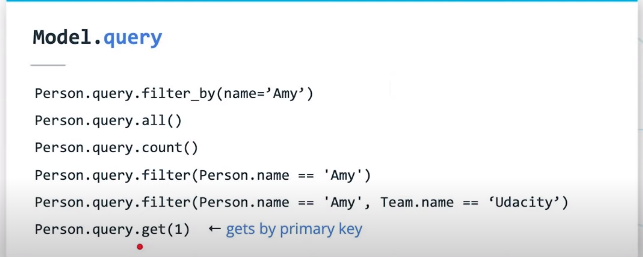 Model.query
Person.query.filter_by(name=’Amy’)
Person.query.all()
Person.query.count()
Person.query.filter(Person.name == 'Amy')
Person.query.filter(Person.name == 'Amy', Team.name == ‘Udacity’)
Person.query.get(1) ← gets by primary key